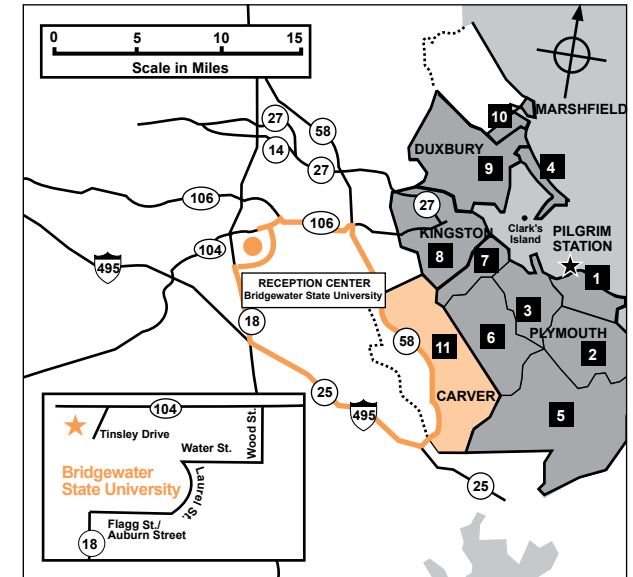 0 5 10 15
Scale in Miles
10
MARSHFIELD
27
58
14
DUXBURY
27
9
4
106
27
106
Clark's
Island
PILGRIM
STATION
KINGSTON
104
8
7
1
495
RECEPTION CENTER
Bridgewater State University
3
18
58
11
6
PLYMOUTH
2
25
CARVER
495
5
25
104
Tinsley Drive
Wood St.
Water St.
Bridgewater
State University
Laurel St.
Flagg St./
Auburn Street
18